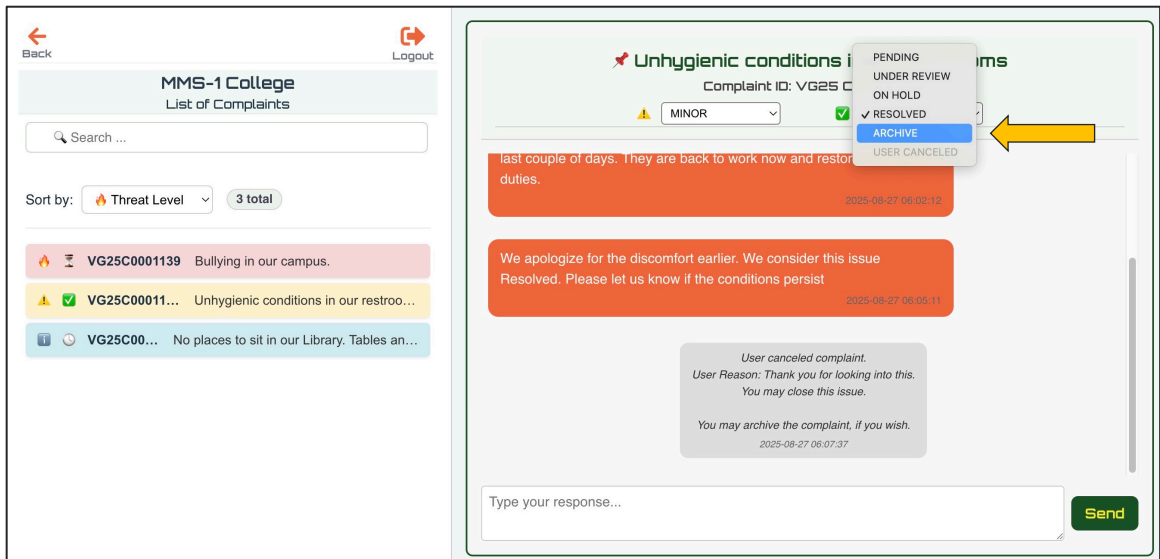 Back
Logout
MMS-1 College
List of Complaints
Search ...
Sort by: Threat Level 3 total
VG25C0001139 Bullying in our campus.
VG25C00011... Unhygienic conditions in our restroo...
VG25C00... No places to sit in our Library. Tables an...
Unhygienic conditions i
Complaint ID: VG25 C
MINOR
PENDING
UNDER REVIEW
ON HOLD
✓ RESOLVED
ARCHIVE
USER CANCELED
last couple of days. They are back to work now and
duties.
2025-08-27 06:02:12
We apologize for the discomfort earlier. We consider this issue
Resolved. Please let us know if the conditions persist
2025-08-27 06:05:11
User canceled complaint.
User Reason: Thank you for looking into this.
You may close this issue.
You may archive the complaint, if you wish.
2025-08-27 06:07:37
Type your response...
Send